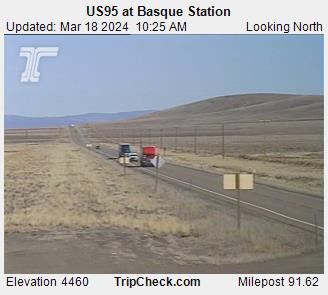 US95 at Basque Station
Updated: Mar 18 2024 10:25 AM Looking North
Elevation 4460 TripCheck.com Milepost 91.62